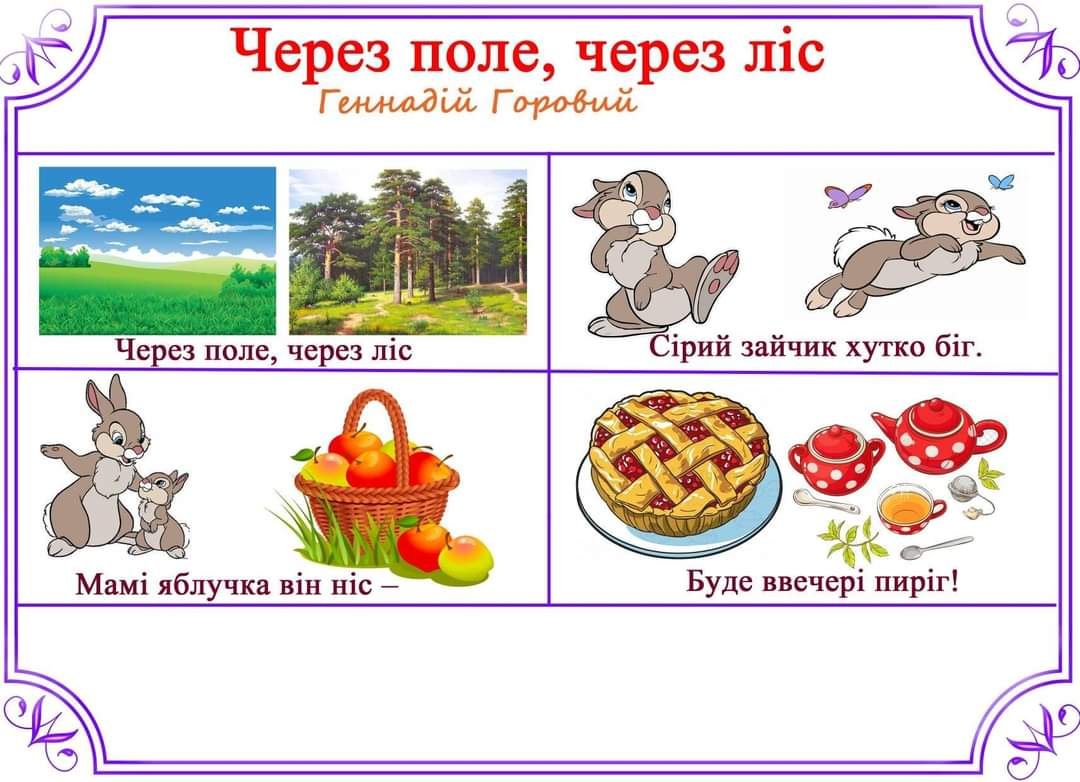 Через поле, через ліс
Геннадій Горовий
Через поле, через ліс
Сірий зайчик хутко біг.
Мамі яблучка він ніс –
Буде ввечері пиріг!